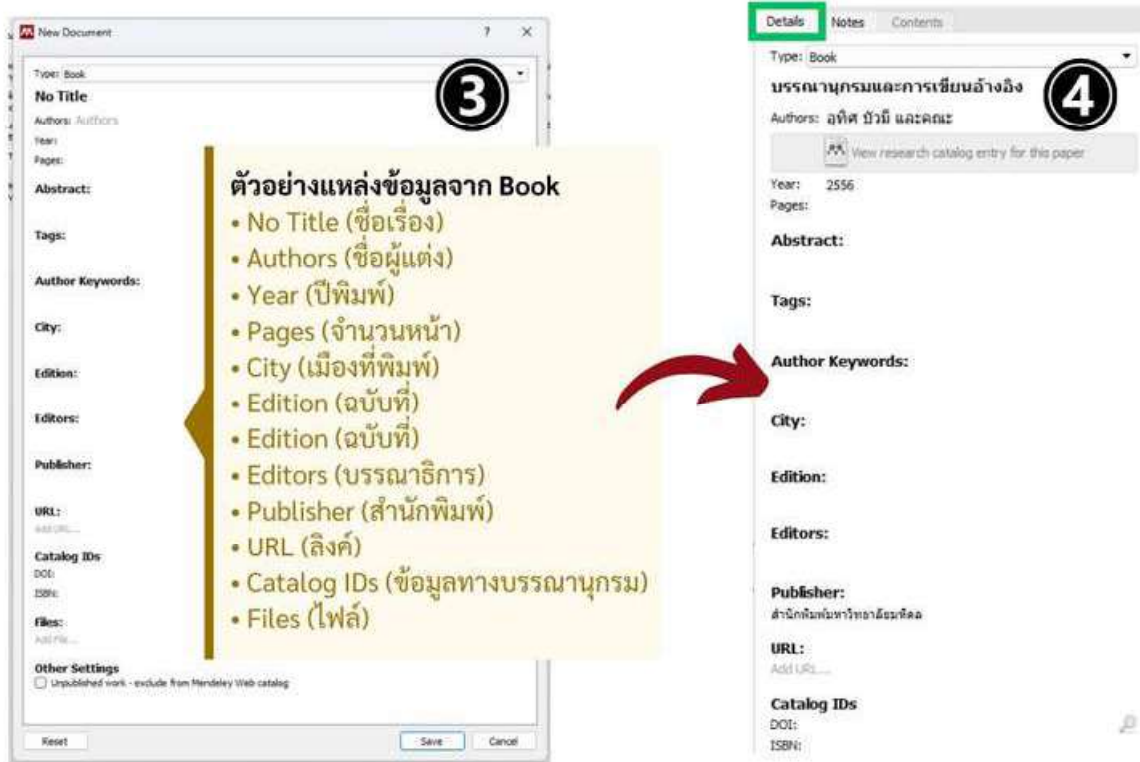 New Document
?
×
Type: Book
3
No Title
Authors: Authors
Year:
Pages:
Abstract:
Tags:
Author Keywords:
City:
Edition:
Editors:
Publisher:
URL:
Add URL...
Catalog IDs
DOI:
ISBN:
Files:
Add File...
Other Settings
Unpublished work - exclude from Mendeley Web catalog
Reset
Save
Cancel
ตัวอย่างแหล่งข้อมูลจาก Book
• No Title (ชื่อเรื่อง)
• Authors (ชื่อผู้แต่ง)
• Year (ปีพิมพ์)
• Pages (จำนวนหน้า)
• City (เมืองที่พิมพ์)
• Edition (ฉบับที่)
• Edition (ฉบับที่)
• Editors (บรรณาธิการ)
• Publisher (สำนักพิมพ์)
• URL (ลิงค์)
• Catalog IDs (ข้อมูลทางบรรณานุกรม)
• Files (ไฟล์)
Details Notes Contents
Type: Book
4
บรรณานุกรมและการเขียนอ้างอิง
Authors: อุทิศ บัวมี และคณะ
View research catalog entry for this paper
Year: 2556
Pages:
Abstract:
Tags:
Author Keywords:
City:
Edition:
Editors:
Publisher:
สำนักพิมพ์มหาวิทยาลัยมหิดล
URL:
Add URL...
Catalog IDs
DOI:
ISBN: